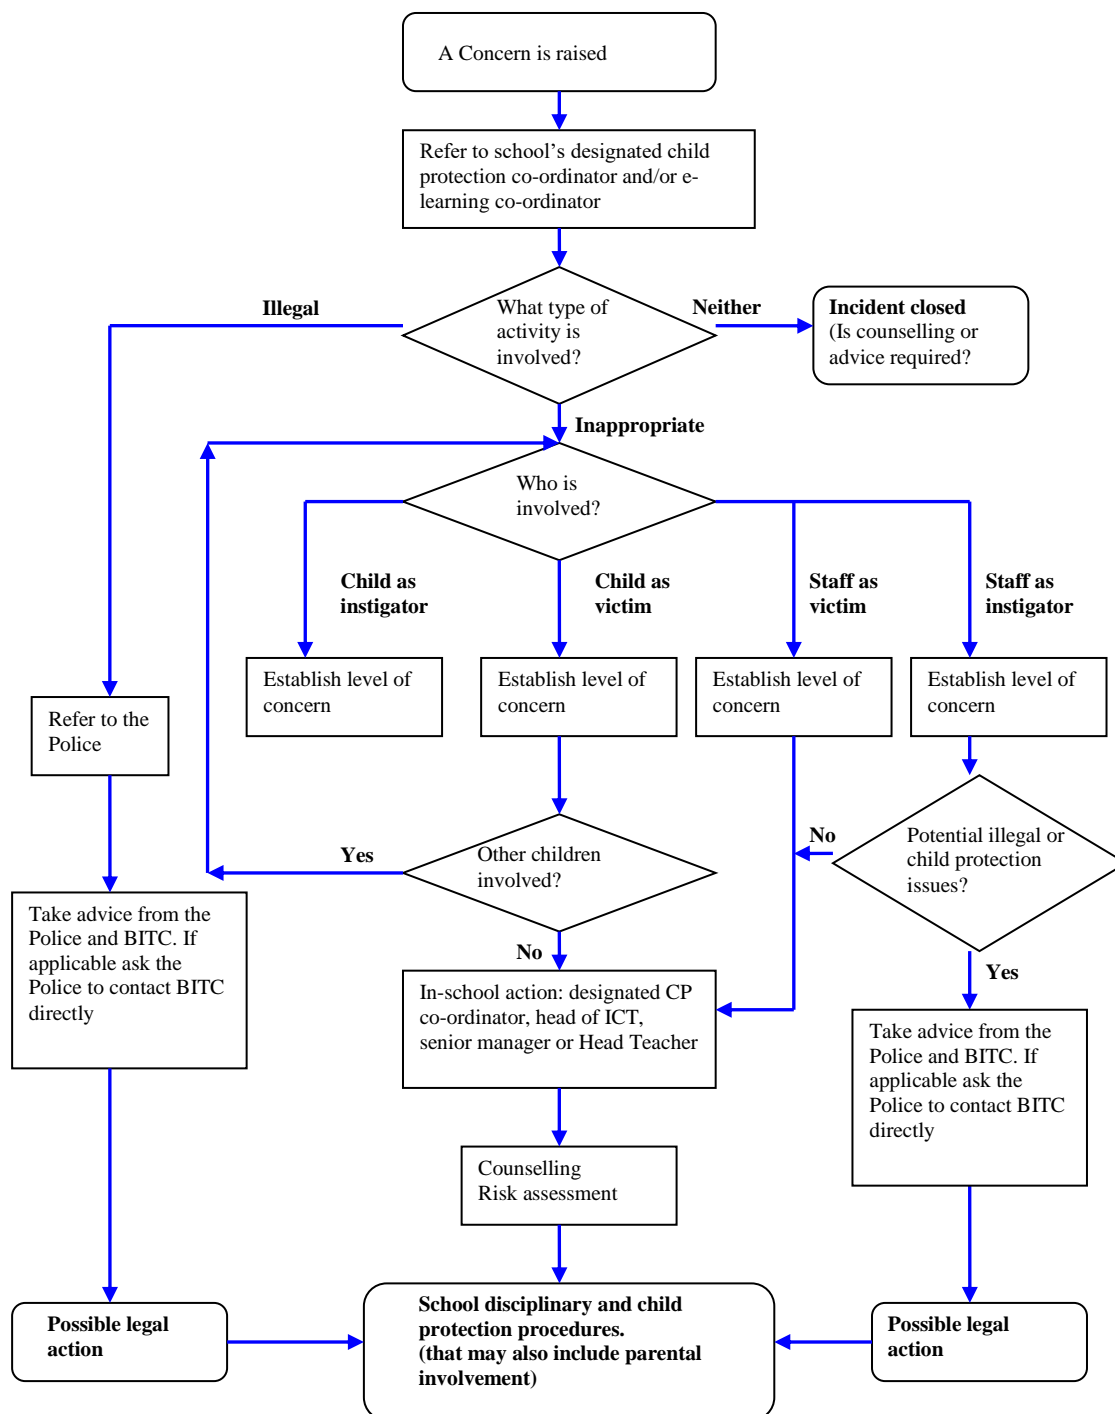 A Concern is raised
Refer to school’s designated child
protection co-ordinator and/or e-
learning co-ordinator
Illegal
What type of
activity is
involved?
Neither
Incident closed
(Is counselling or
advice required?
Inappropriate
Who is
involved?
Child as
instigator
Child as
victim
Staff as
victim
Staff as
instigator
Establish level of
concern
Establish level of
concern
Establish level of
concern
Establish level of
concern
Refer to the
Police
Yes
Other children
involved?
No
Potential illegal or
child protection
issues?
Take advice from the
Police and BITC. If
applicable ask the
Police to contact BITC
directly
No
Yes
In-school action: designated CP
co-ordinator, head of ICT,
senior manager or Head Teacher
Take advice from the
Police and BITC. If
applicable ask the
Police to contact BITC
directly
Counselling
Risk assessment
Possible legal
action
School disciplinary and child
protection procedures.
(that may also include parental
involvement)
Possible legal
action